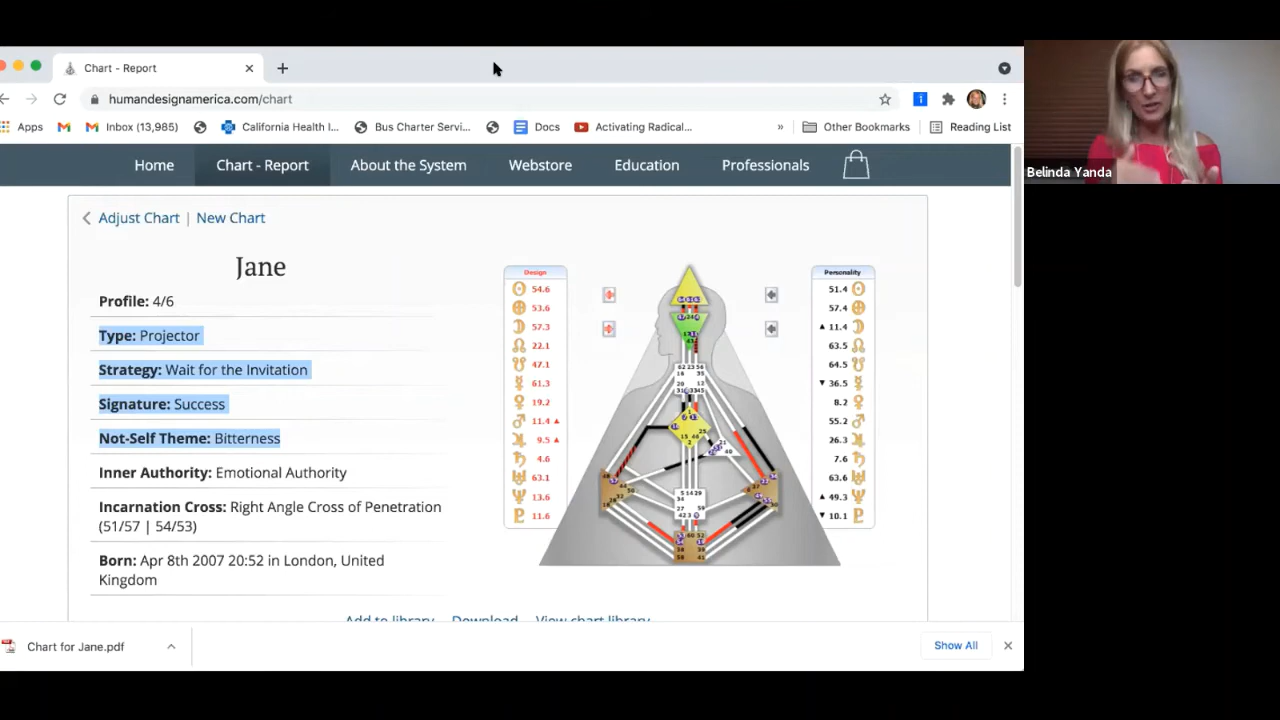 Chart - Report
humandesignamerica.com/chart
Apps
Inbox (13,985)
California Health I...
Bus Charter Servi...
Docs
Activating Radical...
»
Other Bookmarks
Reading List
Home
Chart - Report
About the System
Webstore
Education
Professionals
Adjust Chart | New Chart
Jane
Profile: 4/6
Type: Projector
Strategy: Wait for the Invitation
Signature: Success
Not-Self Theme: Bitterness
Inner Authority: Emotional Authority
Incarnation Cross: Right Angle Cross of Penetration
(51/57 | 54/53)
Born: Apr 8th 2007 20:52 in London, United
Kingdom
Design
54.6
53.6
57.3
22.1
47.1
61.3
19.2
11.4
9.5
4.6
63.1
13.6
11.6
Personality
51.4
57.4
11.4
63.5
64.5
36.5
8.2
55.2
26.3
7.6
63.6
49.3
10.1
Add to library Download View chart library
Chart for Jane.pdf
Show All
Belinda Yanda